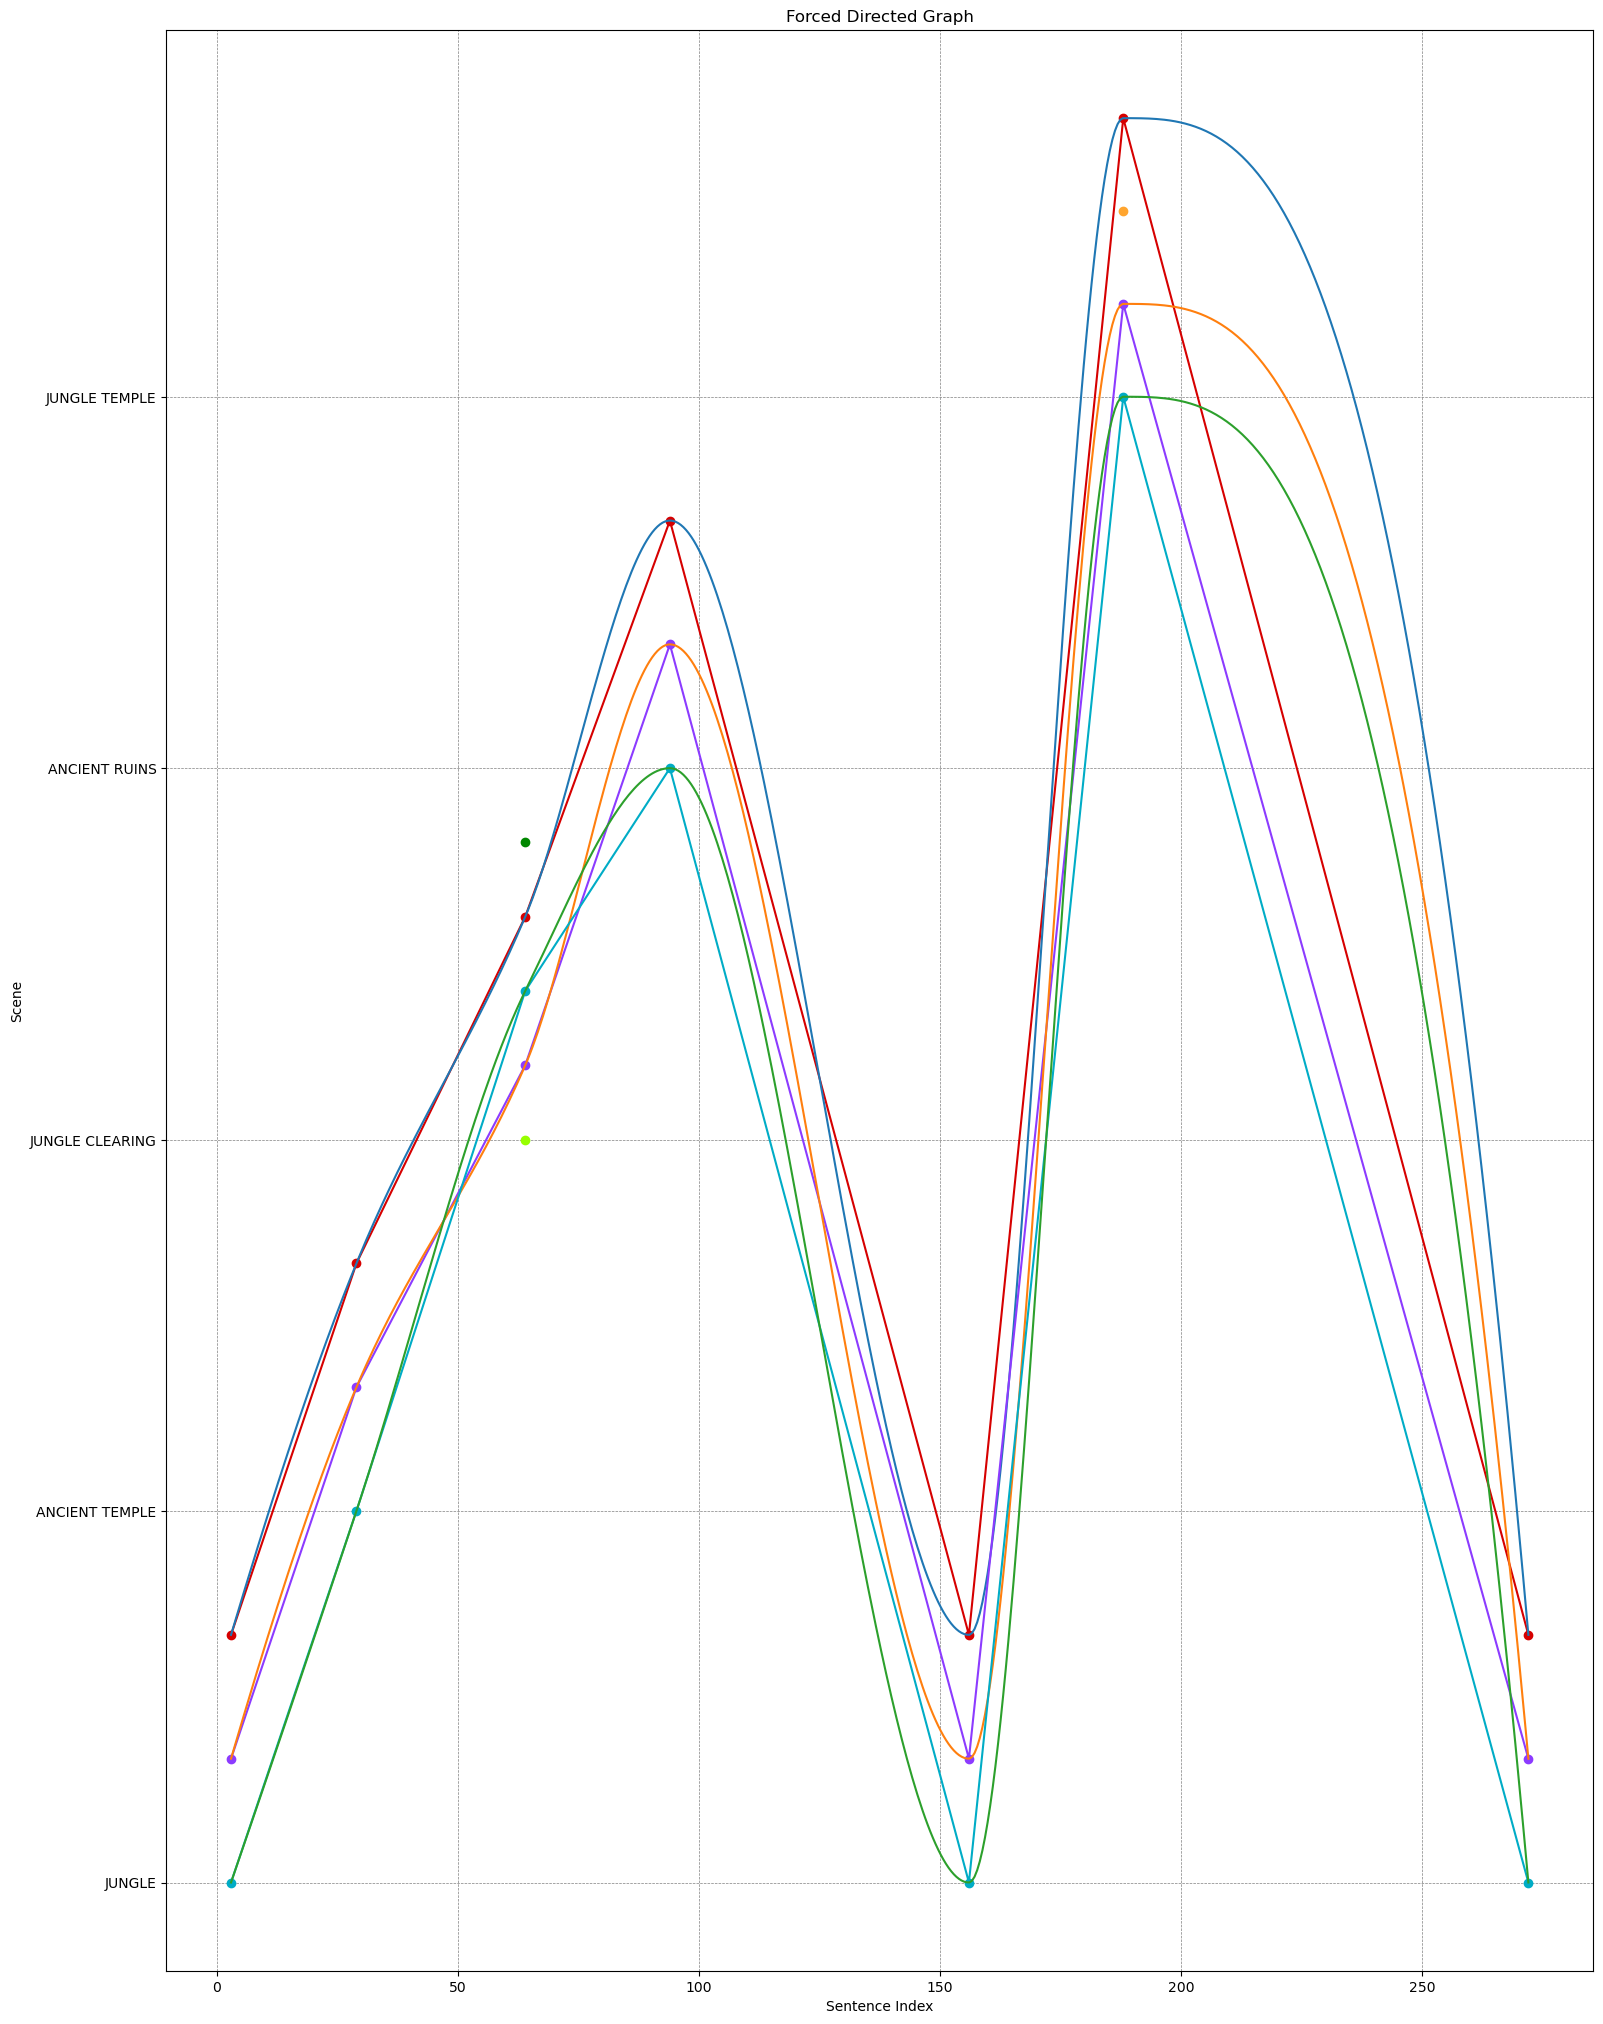 Forced Directed Graph
JUNGLE TEMPLE
ANCIENT RUINS
JUNGLE CLEARING
ANCIENT TEMPLE
JUNGLE
Scene
0 50 100 150 200 250
Sentence Index